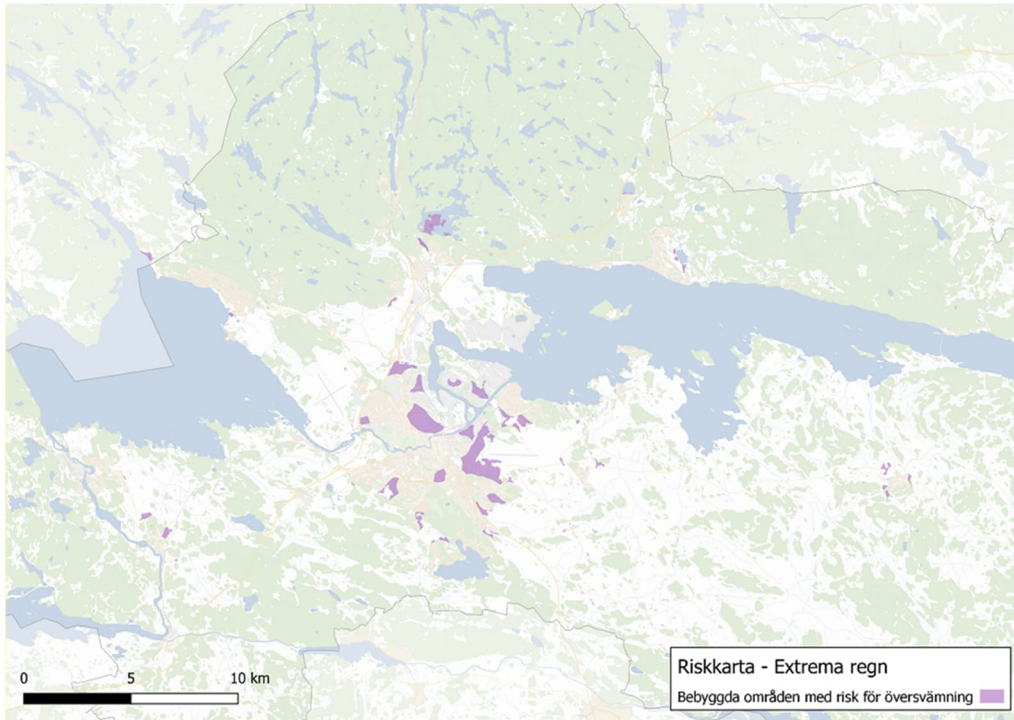 Riskkarta - Extrema regn
Bebyggda områden med risk för översvämning
0 5 10 km